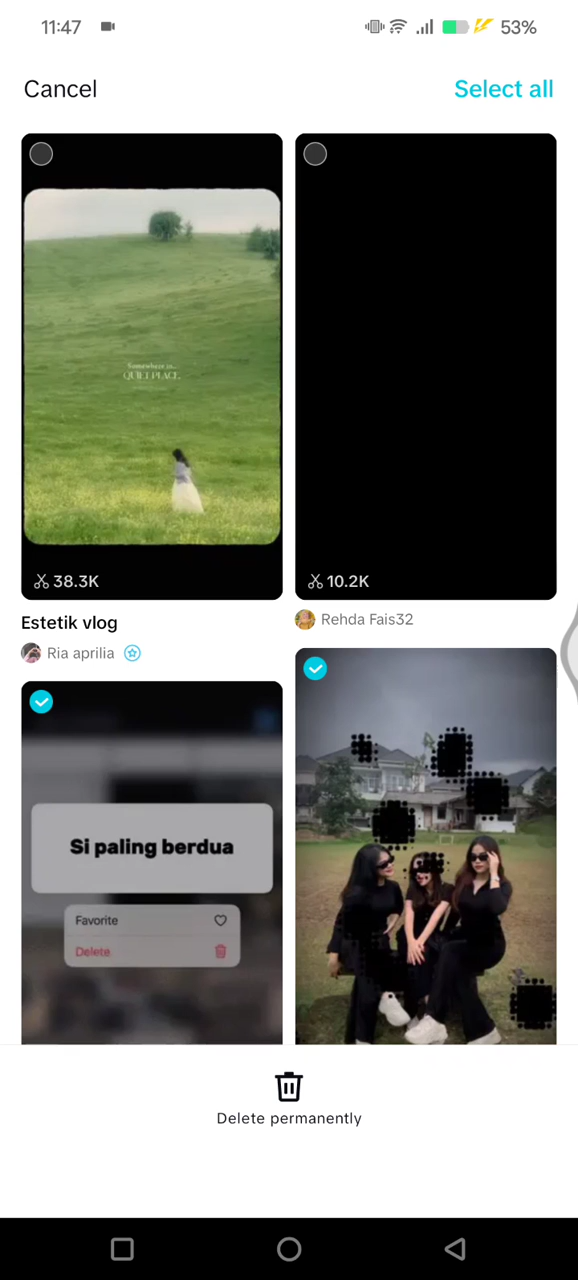 11:47
53%
Cancel
Select all
Somewhere in...
QUIET PLACE
38.3K
10.2K
Estetik vlog
Rehda Fais32
Ria aprilia
Si paling berdua
Favorite
Delete
Delete permanently